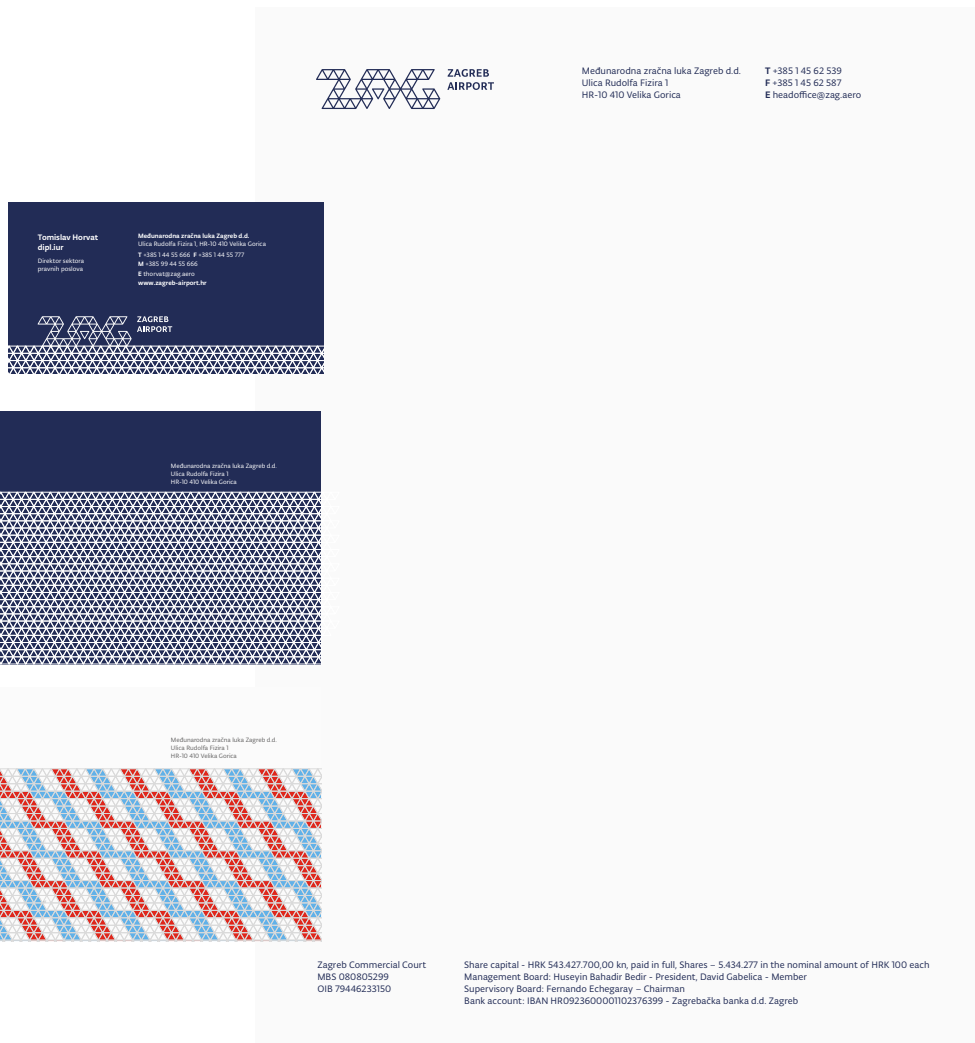 ZAG
ZAGREB
AIRPORT
Međunarodna zračna luka Zagreb d.d.
Ulica Rudolfa Fizira 1
HR-10 410 Velika Gorica
T +385 1 45 62 539
F +385 1 45 62 587
E headoffice@zag.aero
Tomislav Horvat
dipl.iur
Direktor sektora
pravnih poslova
Međunarodna zračna luka Zagreb d.d.
Ulica Rudolfa Fizira 1, HR-10 410 Velika Gorica
T +385 1 44 55 666 F +385 1 44 55 777
M +385 99 44 55 666
E thorvat@zag.aero
www.zagreb-airport.hr
ZAG
ZAGREB
AIRPORT
Međunarodna zračna luka Zagreb d.d.
Ulica Rudolfa Fizira 1
HR-10 410 Velika Gorica
Međunarodna zračna luka Zagreb d.d.
Ulica Rudolfa Fizira 1
HR-10 410 Velika Gorica
Zagreb Commercial Court
MBS 080805299
OIB 79446233150
Share capital - HRK 543.427.700,00 kn, paid in full, Shares – 5.434.277 in the nominal amount of HRK 100 each
Management Board: Huseyin Bahadir Bedir - President, David Gabelica - Member
Supervisory Board: Fernando Echegaray – Chairman
Bank account: IBAN HR0923600001102376399 - Zagrebačka banka d.d. Zagreb